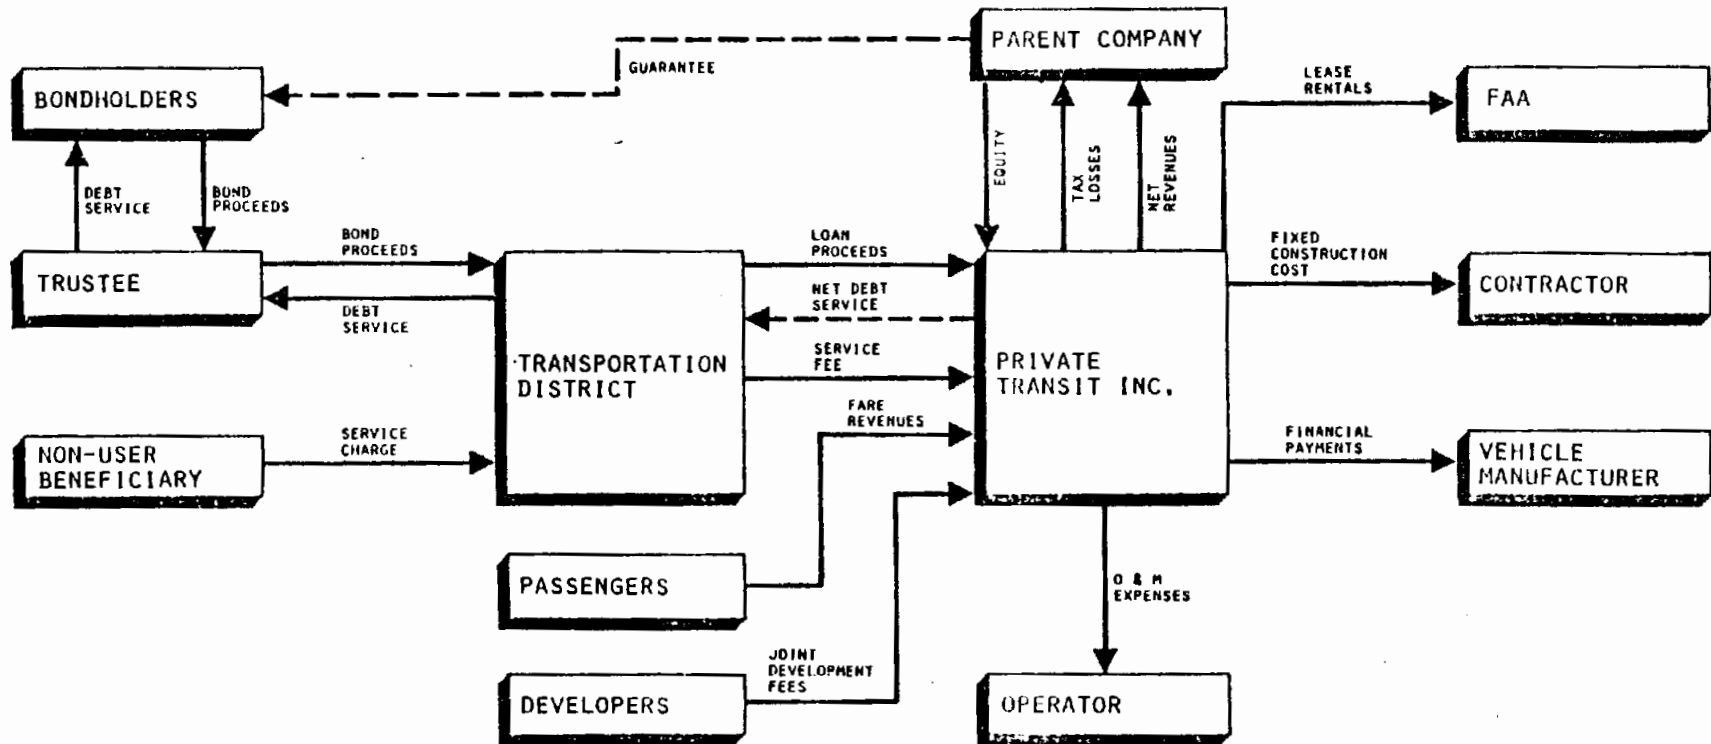 PARENT COMPANY
GUARANTEE
BONDHOLDERS
LEASE
RENTALS
FAA
EQUITY
TAX
LOSSES
NET
REVENUES
DEBT
SERVICE
BOND
PROCEEDS
TRUSTEE
BOND
PROCEEDS
DEBT
SERVICE
LOAN
PROCEEDS
NET DEBT
SERVICE
SERVICE
FEE
TRANSPORTATION
DISTRICT
PRIVATE
TRANSIT INC.
FIXED
CONSTRUCTION
COST
CONTRACTOR
FARE
REVENUES
NON-USER
BENEFICIARY
SERVICE
CHARGE
FINANCIAL
PAYMENTS
VEHICLE
MANUFACTURER
PASSENGERS
O & M
EXPENSES
JOINT
DEVELOPMENT
FEES
DEVELOPERS
OPERATOR